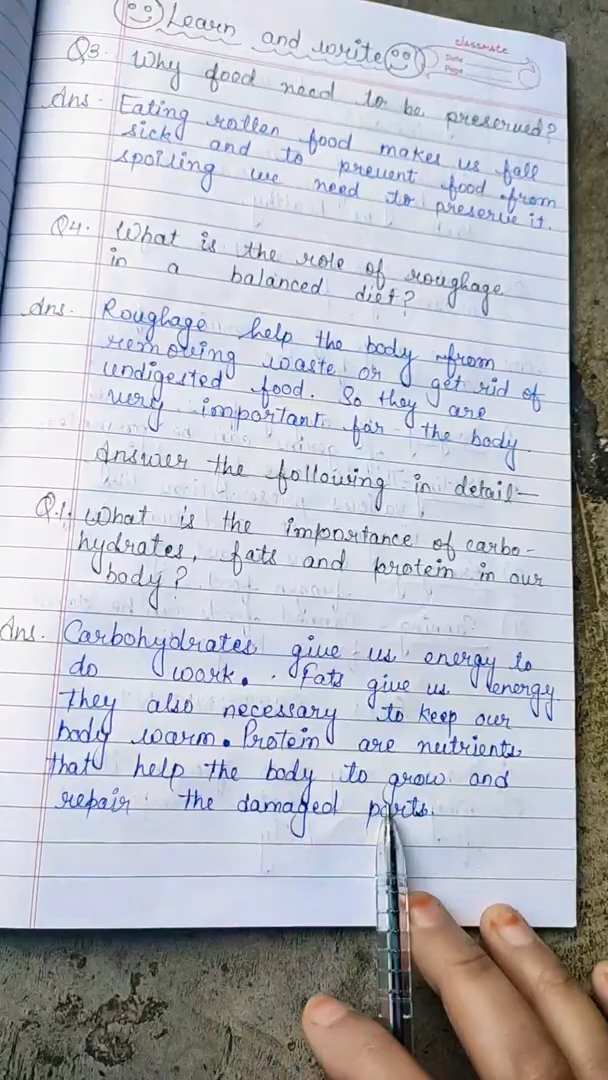 Learn and write
classmate
Date
Page
Q3. Why food need to be preserved?
Ans. Eating rotten food makes us fall
sick and to prevent food from
spoiling we need to preserve it.
Q4. What is the role of roughage
in a balanced diet?
Ans. Roughage help the body from
removing waste or get rid of
undigested food. So they are
very important for the body
Answer the following in detail-
Q.1. What is the importance of carbo-
hydrates, fats and protein in our
body?
Ans. Carbohydrates give us energy to
do work. Fats give us energy
They also necessary to keep our
body warm. Protein are nutrients
that help the body to grow and
repair the damaged parts.